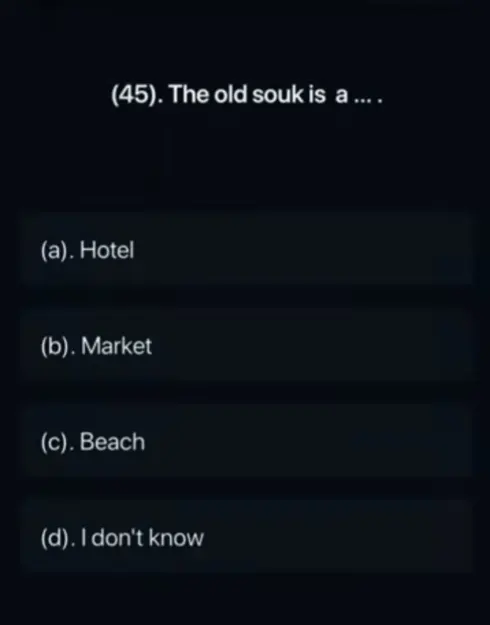 (45). The old souk is a ... .
(a). Hotel
(b). Market
(c). Beach
(d). I don't know